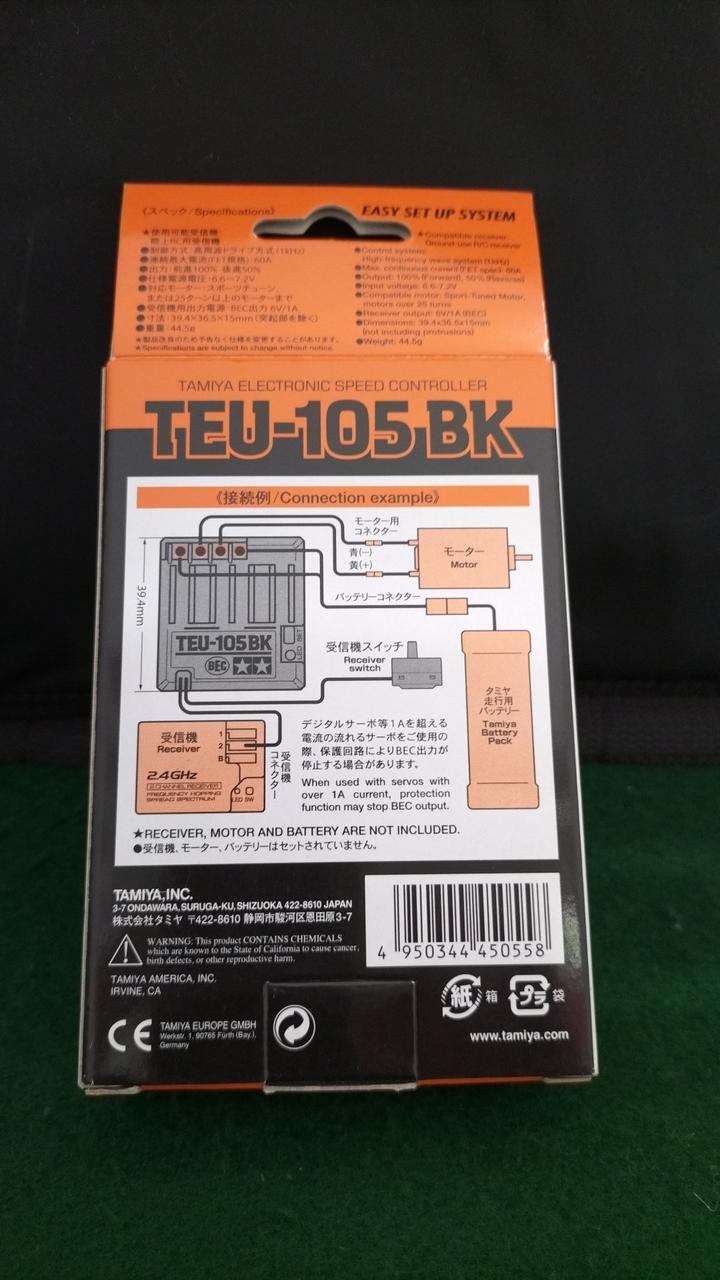 《スペック/Specifications》
EASY SET UP SYSTEM
★使用可能受信機：
陸上RC用受信機
●制御方式：高周波ドライブ方式(1kHz)
●連続最大電流(FET規格)：60A
●出力：前進100% 後進50%
●仕様電源電圧：6.6〜7.2V
●対応モーター：スポーツチューン、
または25ターン以上のモーターまで
●受信機用出力電源：BEC出力 6V/1A
●寸法：39.4×36.5×15mm(突起部を除く)
●重量：44.5g
★製品改良のため予告なく仕様を変更することがあります。
★Specifications are subject to change without notice.
★Compatible receiver:
Ground-use R/C receiver
●Control system:
High-frequency wave system (1kHz)
●Max. continuous current (FET spec): 60A
●Output: 100% (Forward), 50% (Reverse)
●Input voltage: 6.6-7.2V
●Compatible motor: Sport-Tuned Motor,
motors over 25 turns
●Receiver output: 6V/1A (BEC)
●Dimensions: 39.4x36.5x15mm
(not including protrusions)
●Weight: 44.5g
TAMIYA ELECTRONIC SPEED CONTROLLER
TEU-105BK
《接続例/Connection example》
モーター用
コネクター
青(−)
黄(+)
モーター
Motor
バッテリーコネクター
39.4mm
TEU-105BK
BEC
LED SET
受信機スイッチ
Receiver
switch
タミヤ
走行用
バッテリー
Tamiya
Battery
Pack
受信機
Receiver
1
2
B
2.4GHz
2 CHANNEL RECEIVER
FREQUENCY HOPPING
SPREAD SPECTRUM
LED SW
受信機
コネクター
デジタルサーボ等1Aを超える
電流の流れるサーボをご使用の
際、保護回路によりBEC出力が
停止する場合があります。
When used with servos with
over 1A current, protection
function may stop BEC output.
★RECEIVER, MOTOR AND BATTERY ARE NOT INCLUDED.
●受信機、モーター、バッテリーはセットされていません。
TAMIYA,INC.
3-7 ONDAWARA, SURUGA-KU, SHIZUOKA 422-8610 JAPAN
株式会社タミヤ 〒422-8610 静岡市駿河区恩田原3-7
WARNING: This product CONTAINS CHEMICALS
which are known to the State of California to cause cancer,
birth defects, or other reproductive harm.
TAMIYA AMERICA, INC.
IRVINE, CA
4 950344 450558
紙 箱 プラ 袋
CE
TAMIYA EUROPE GMBH
Werkstr. 1, 90765 Fürth (Bay.),
Germany
www.tamiya.com